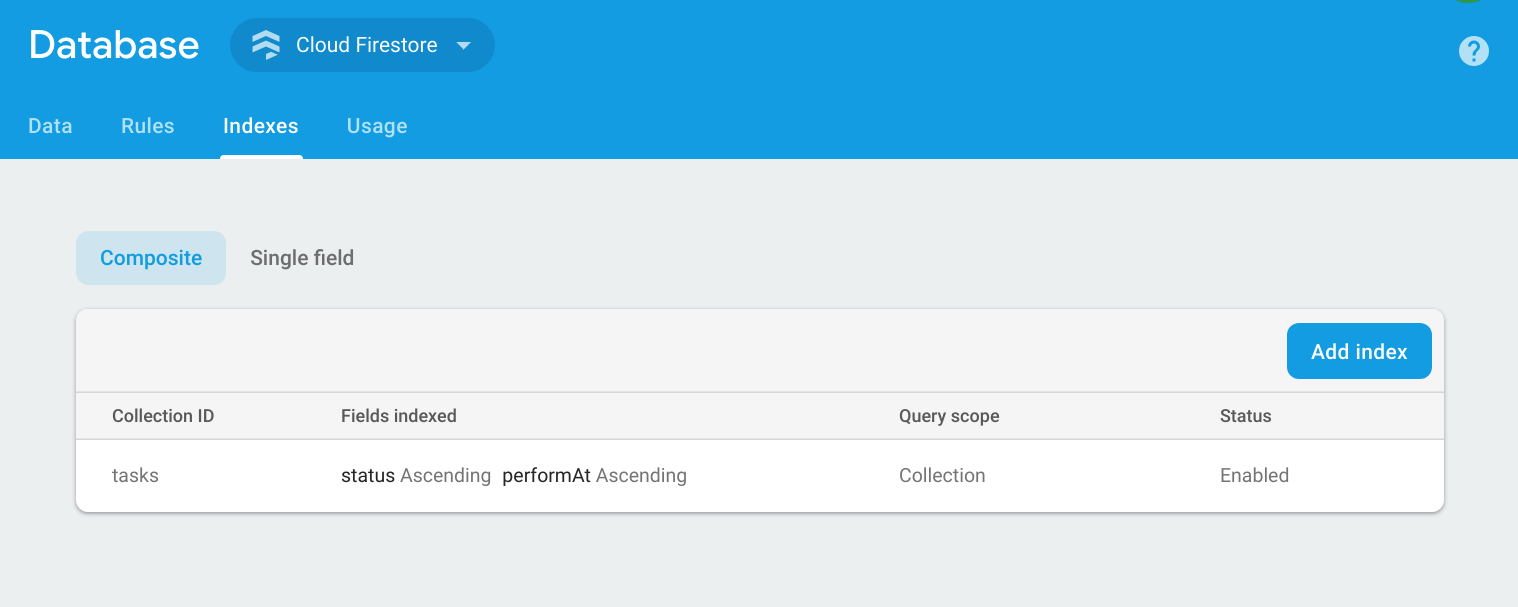 Database Cloud Firestore ?
Data Rules Indexes Usage
Composite Single field
Add index
Collection ID Fields indexed Query scope Status
tasks status Ascending performAt Ascending Collection Enabled